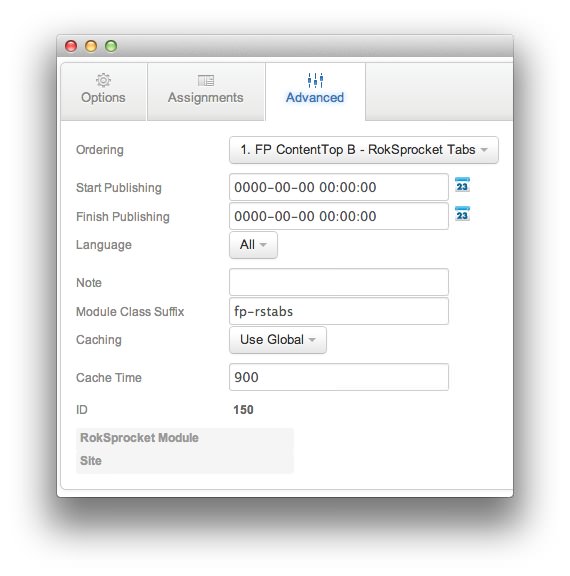 Options Assignments Advanced
Ordering 1. FP ContentTop B - RokSprocket Tabs
Start Publishing 0000-00-00 00:00:00 23
Finish Publishing 0000-00-00 00:00:00 23
Language All
Note
Module Class Suffix fp-rstabs
Caching Use Global
Cache Time 900
ID 150
RokSprocket Module
Site